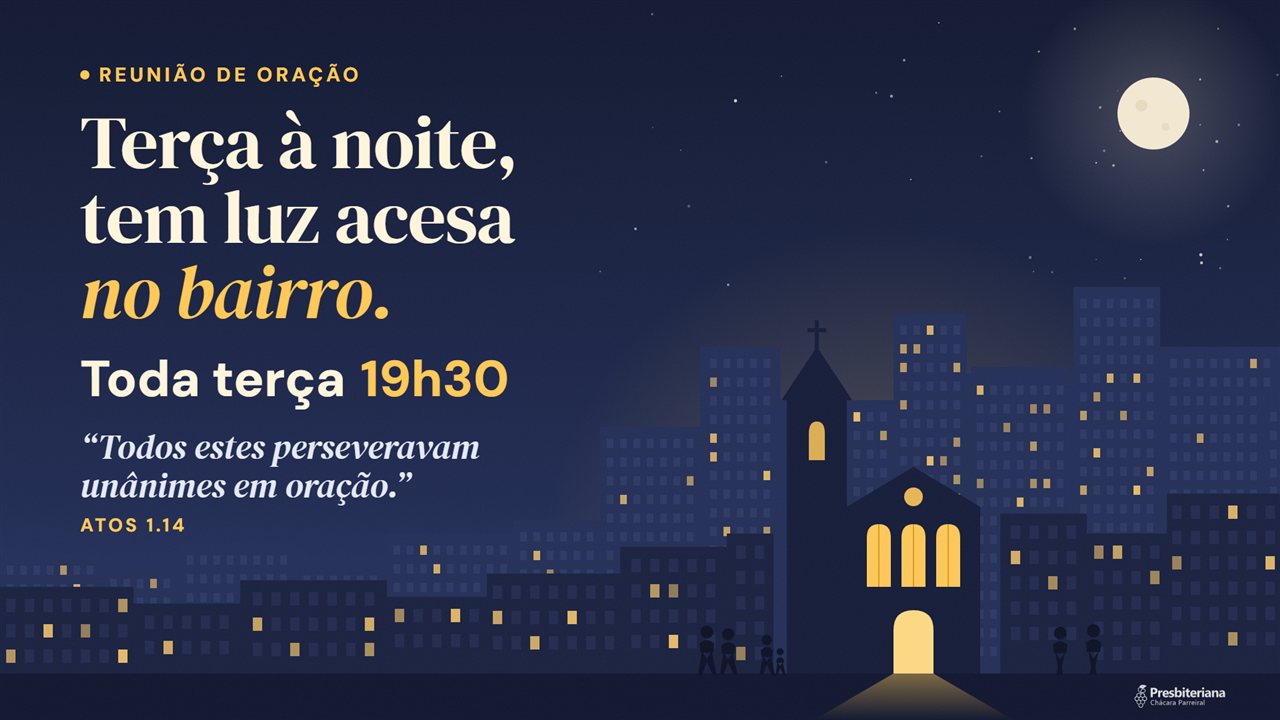 REUNIÃO DE ORAÇÃO
Terça à noite,
tem luz acesa
no bairro.
Toda terça 19h30
“Todos estes perseveravam
unânimes em oração.”
ATOS 1.14
Presbiteriana
Chácara Parreiral